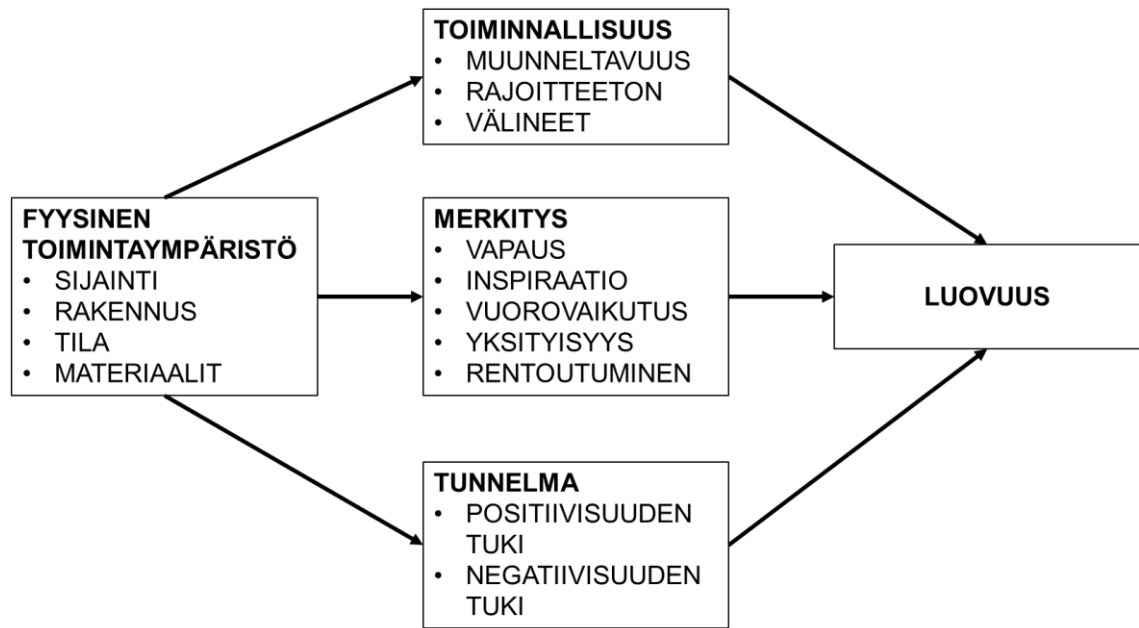 TOIMINNALLISUUS
• MUUNNELTAVUUS
• RAJOITTEETON
• VÄLINEET
FYYSINEN
TOIMINTAYMPÄRISTÖ
• SIJAINTI
• RAKENNUS
• TILA
• MATERIAALIT
MERKITYS
• VAPAUS
• INSPIRAATIO
• VUOROVAIKUTUS
• YKSITYISYYS
• RENTOUTUMINEN
LUOVUUS
TUNNELMA
• POSITIIVISUUDEN
TUKI
• NEGATIIVISUUDEN
TUKI